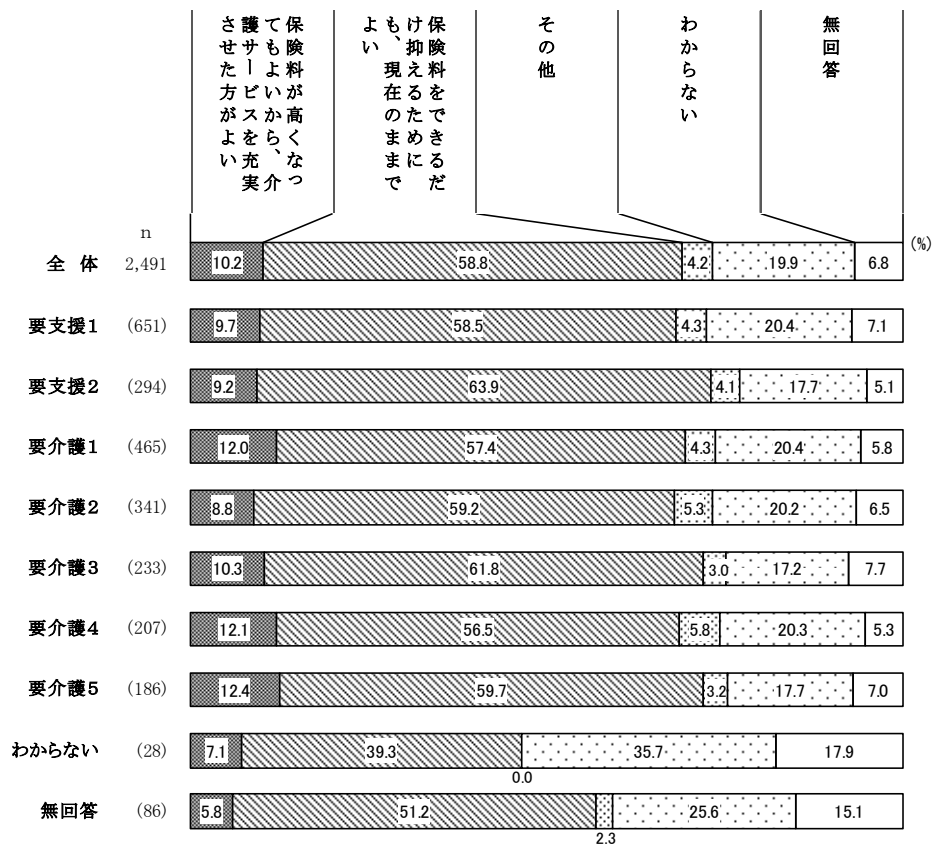 保険料が高くなっ
てもよいから、介
護サービスを充実
させた方がよい
保険料をできるだ
け抑えるために
も、現在のままで
よい
その他
わからない
無回答
n
(%)
全 体 2,491 10.2 58.8 4.2 19.9 6.8
要支援1 (651) 9.7 58.5 4.3 20.4 7.1
要支援2 (294) 9.2 63.9 4.1 17.7 5.1
要介護1 (465) 12.0 57.4 4.3 20.4 5.8
要介護2 (341) 8.8 59.2 5.3 20.2 6.5
要介護3 (233) 10.3 61.8 3.0 17.2 7.7
要介護4 (207) 12.1 56.5 5.8 20.3 5.3
要介護5 (186) 12.4 59.7 3.2 17.7 7.0
わからない (28) 7.1 39.3 35.7 17.9
0.0
無回答 (86) 5.8 51.2 25.6 15.1
2.3